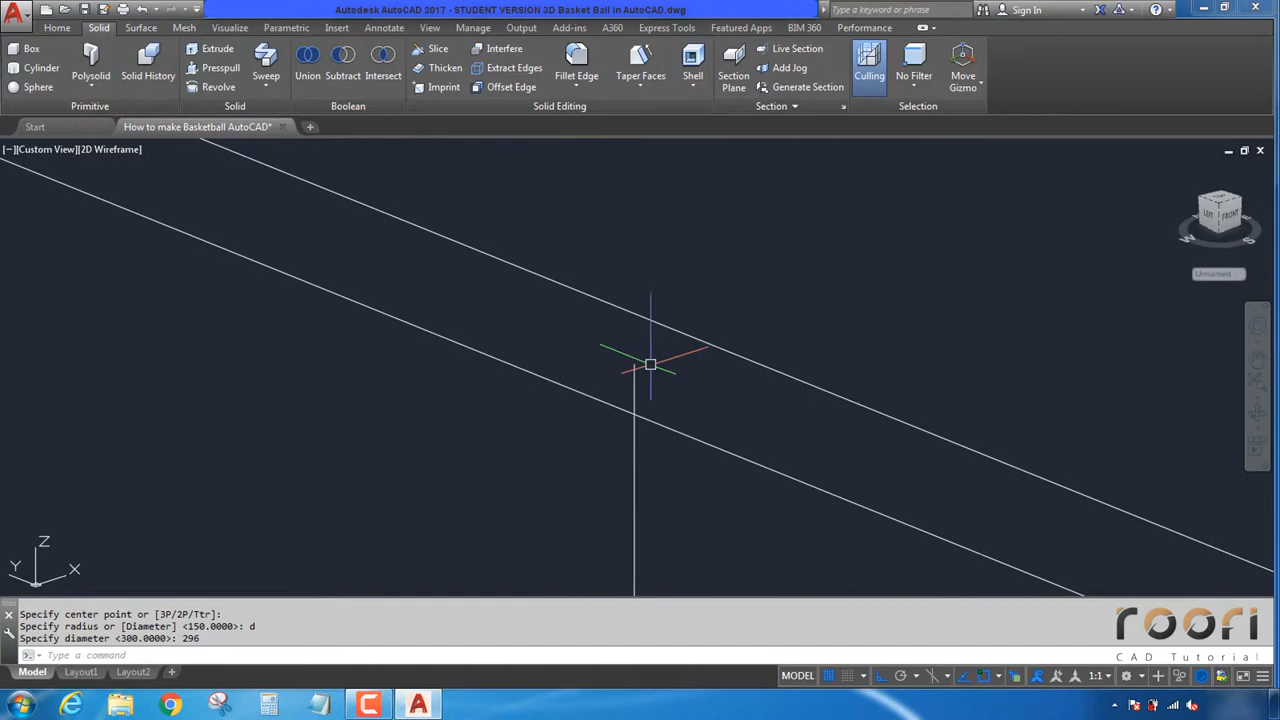 Autodesk AutoCAD 2017 - STUDENT VERSION 3D Basket Ball in AutoCAD.dwg
Type a keyword or phrase
Sign In
Home Solid Surface Mesh Visualize Parametric Insert Annotate View Manage Output Add-ins A360 Express Tools Featured Apps BIM 360 Performance
Box
Cylinder
Sphere
Polysolid
Solid History
Primitive
Extrude
Presspull
Revolve
Sweep
Solid
Union
Subtract
Intersect
Boolean
Slice
Thicken
Imprint
Interfere
Extract Edges
Offset Edge
Fillet Edge
Taper Faces
Shell
Solid Editing
Section
Plane
Live Section
Add Jog
Generate Section
Section
Culling
No Filter
Move
Gizmo
Selection
Start
How to make Basketball AutoCAD*
[−][Custom View][2D Wireframe]
LEFT
FRONT
W
S
Unnamed
Z
Y
X
Specify center point or [3P/2P/Ttr]:
Specify radius or [Diameter] <150.0000>: d
Specify diameter <300.0000>: 296
Type a command
roofi
CAD Tutorial
Model Layout1 Layout2
MODEL
1:1